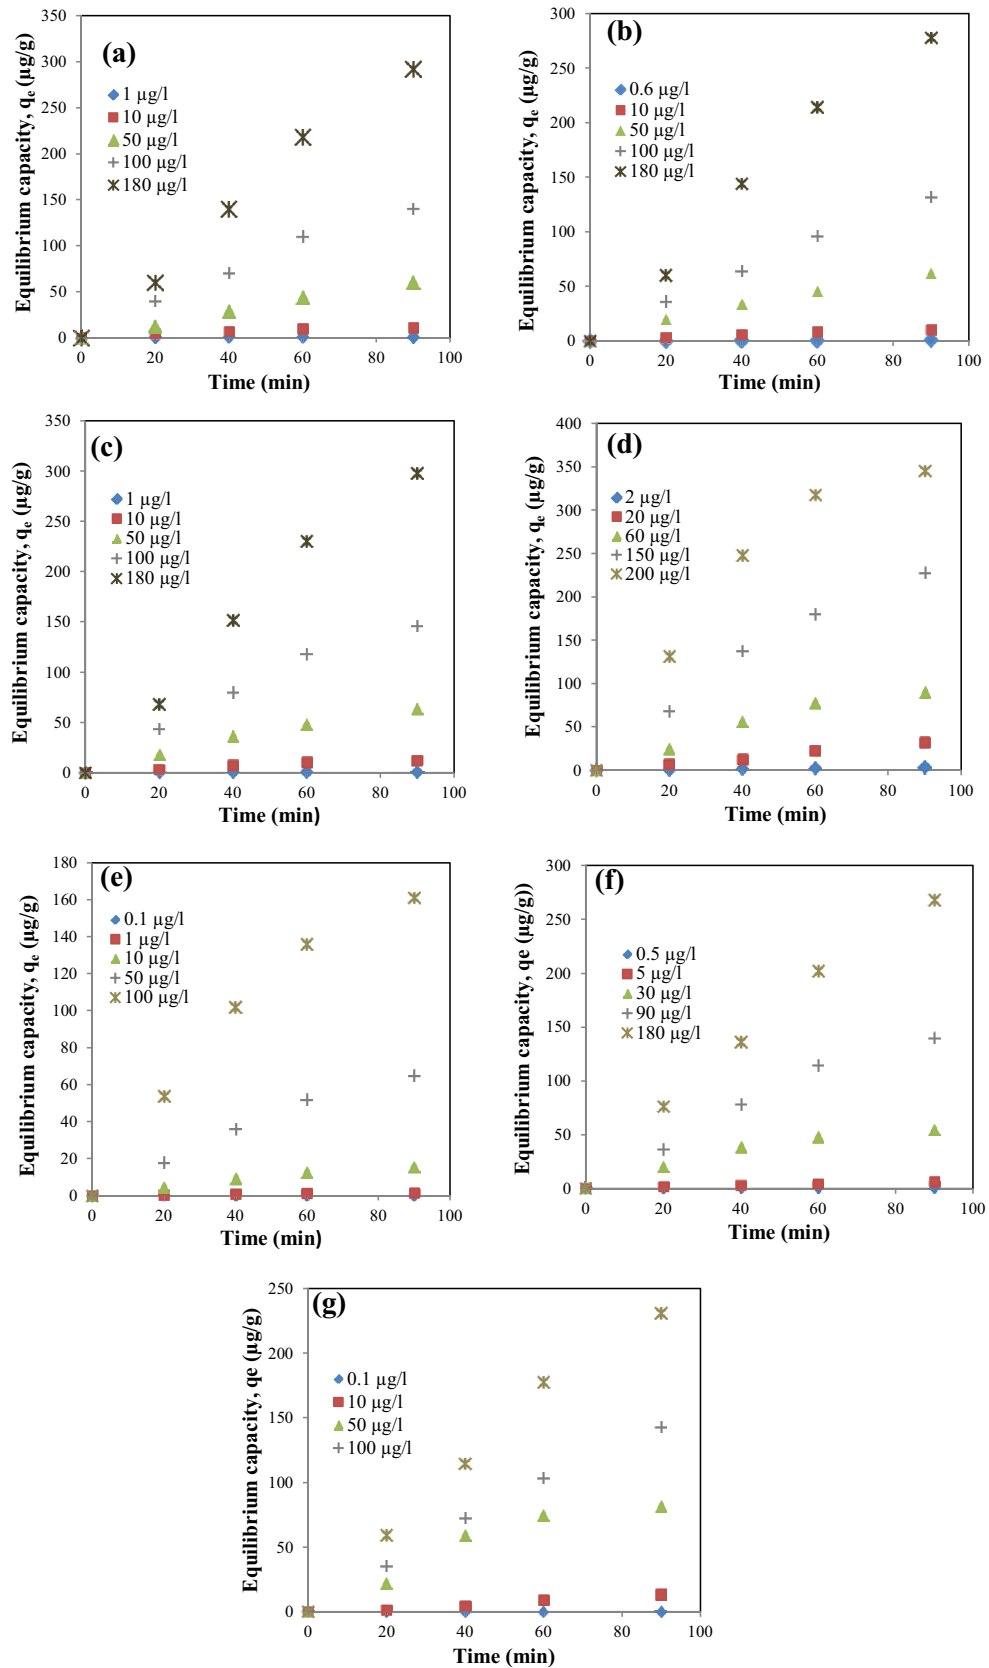 (a)
Equilibrium capacity, qe (µg/g)
350
300
250
200
150
100
50
0
1 µg/l
10 µg/l
50 µg/l
100 µg/l
180 µg/l
0 20 40 60 80 100
Time (min)
(b)
Equilibrium capacity, qe (µg/g)
300
250
200
150
100
50
0
0.6 µg/l
10 µg/l
50 µg/l
100 µg/l
180 µg/l
0 20 40 60 80 100
Time (min)
(c)
Equilibrium capacity, qe (µg/g)
350
300
250
200
150
100
50
0
1 µg/l
10 µg/l
50 µg/l
100 µg/l
180 µg/l
0 20 40 60 80 100
Time (min)
(d)
Equilibrium capacity, qe (µg/g)
400
350
300
250
200
150
100
50
0
2 µg/l
20 µg/l
60 µg/l
150 µg/l
200 µg/l
0 20 40 60 80 100
Time (min)
(e)
Equilibrium capacity, qe (µg/g)
180
160
140
120
100
80
60
40
20
0
0.1 µg/l
1 µg/l
10 µg/l
50 µg/l
100 µg/l
0 20 40 60 80 100
Time (min)
(f)
Equilibrium capacity, qe (µg/g))
300
250
200
150
100
50
0
0.5 µg/l
5 µg/l
30 µg/l
90 µg/l
180 µg/l
0 20 40 60 80 100
Time (min)
(g)
Equilibrium capacity, qe (µg/g)
250
200
150
100
50
0
0.1 µg/l
10 µg/l
50 µg/l
100 µg/l
0 20 40 60 80 100
Time (min)